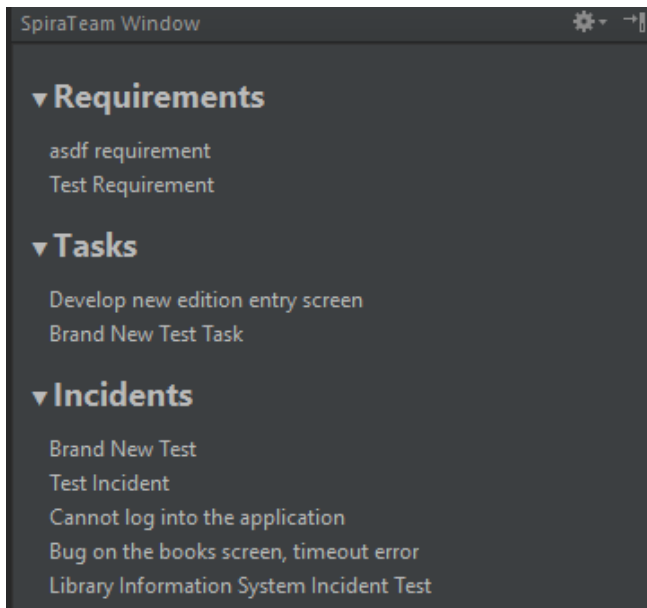 SpiraTeam Window
Requirements
asdf requirement
Test Requirement
Tasks
Develop new edition entry screen
Brand New Test Task
Incidents
Brand New Test
Test Incident
Cannot log into the application
Bug on the books screen, timeout error
Library Information System Incident Test